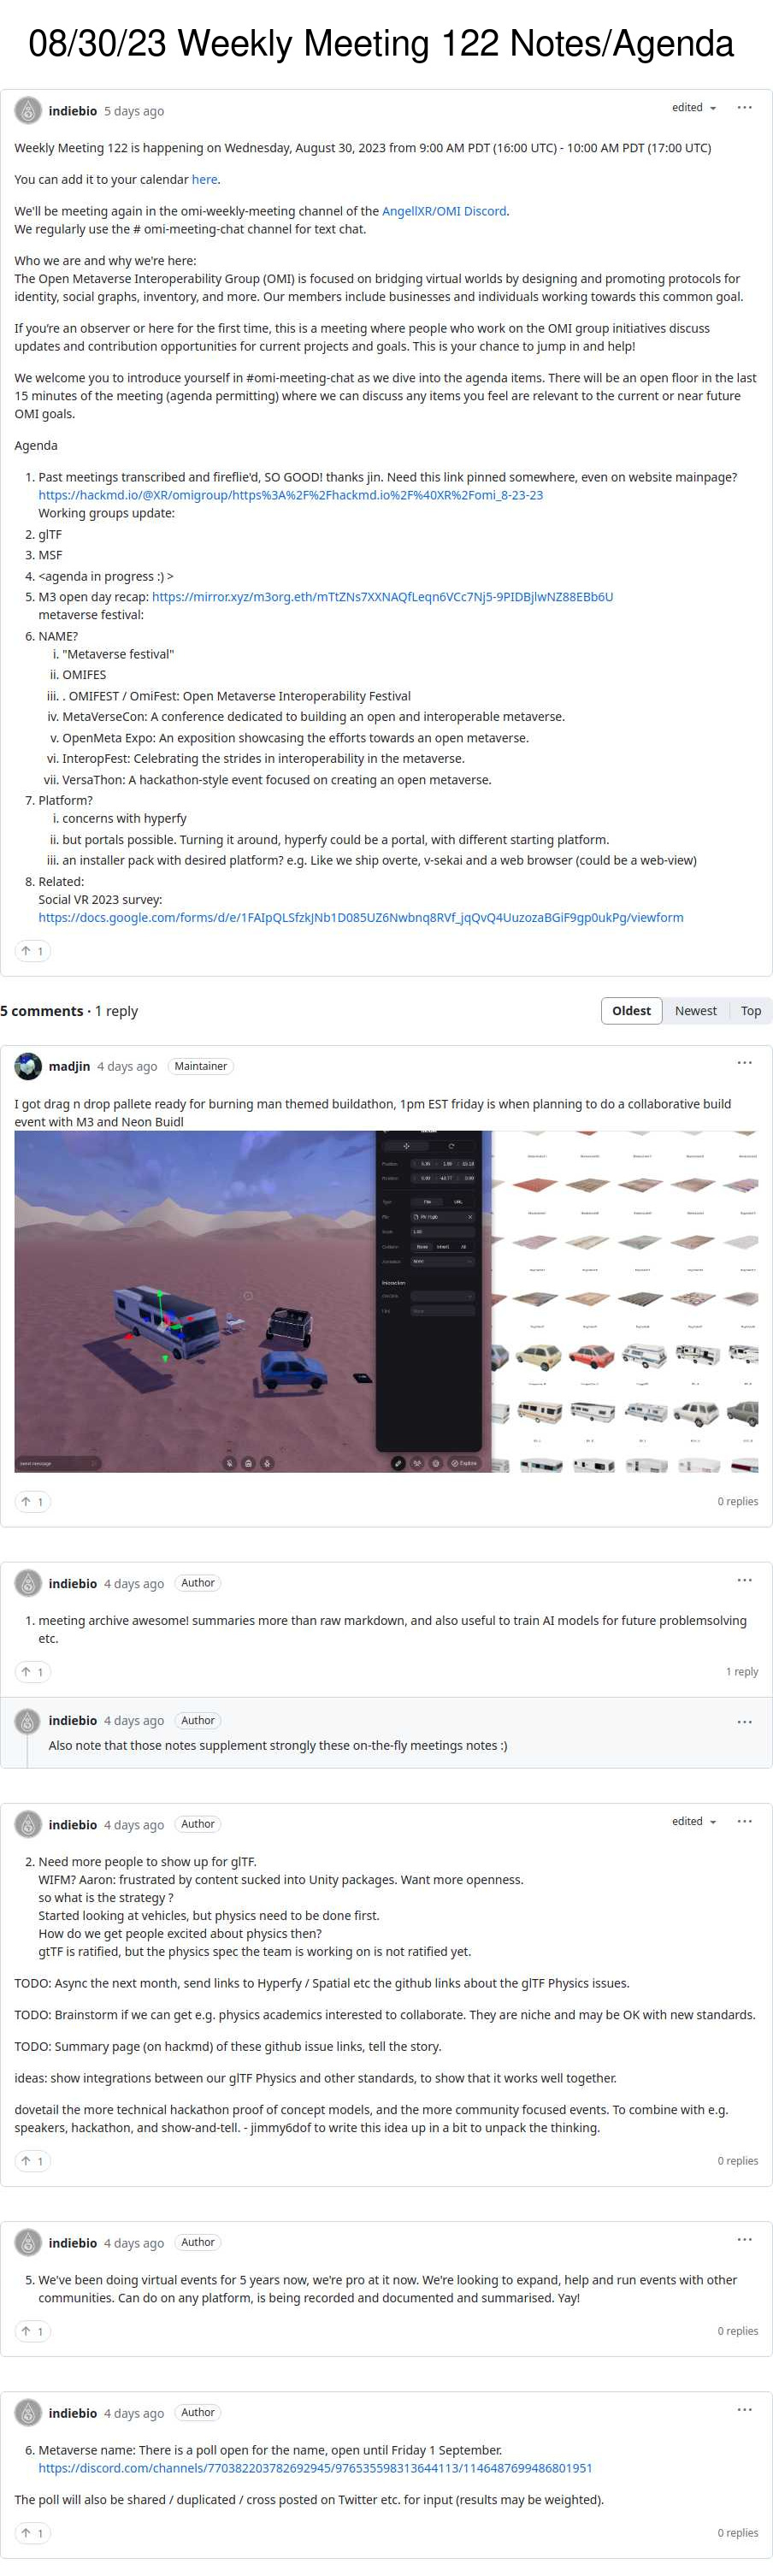 08/30/23 Weekly Meeting 122 Notes/Agenda
indiebio 5 days ago
edited
Weekly Meeting 122 is happening on Wednesday, August 30, 2023 from 9:00 AM PDT (16:00 UTC) - 10:00 AM PDT (17:00 UTC)
You can add it to your calendar here.
We'll be meeting again in the omi-weekly-meeting channel of the AngellXR/OMI Discord.
We regularly use the # omi-meeting-chat channel for text chat.
Who we are and why we're here:
The Open Metaverse Interoperability Group (OMI) is focused on bridging virtual worlds by designing and promoting protocols for
identity, social graphs, inventory, and more. Our members include businesses and individuals working towards this common goal.
If you're an observer or here for the first time, this is a meeting where people who work on the OMI group initiatives discuss
updates and contribution opportunities for current projects and goals. This is your chance to jump in and help!
We welcome you to introduce yourself in #omi-meeting-chat as we dive into the agenda items. There will be an open floor in the last
15 minutes of the meeting (agenda permitting) where we can discuss any items you feel are relevant to the current or near future
OMI goals.
Agenda
1. Past meetings transcribed and fireflie'd, SO GOOD! thanks jin. Need this link pinned somewhere, even on website mainpage?
https://hackmd.io/@XR/omigroup/https%3A%2F%2Fhackmd.io%2F%40XR%2Fomi_8-23-23
Working groups update:
2. glTF
3. MSF
4. <agenda in progress :) >
5. M3 open day recap: https://mirror.xyz/m3org.eth/mTtZNs7XXNAQfLeqn6VCc7Nj5-9PIDBjlwNZ88EBb6U
metaverse festival:
6. NAME?
i. "Metaverse festival"
ii. OMIFES
iii. . OMIFEST / OmiFest: Open Metaverse Interoperability Festival
iv. MetaVerseCon: A conference dedicated to building an open and interoperable metaverse.
v. OpenMeta Expo: An exposition showcasing the efforts towards an open metaverse.
vi. InteropFest: Celebrating the strides in interoperability in the metaverse.
vii. VersaThon: A hackathon-style event focused on creating an open metaverse.
7. Platform?
i. concerns with hyperfy
ii. but portals possible. Turning it around, hyperfy could be a portal, with different starting platform.
iii. an installer pack with desired platform? e.g. Like we ship overte, v-sekai and a web browser (could be a web-view)
8. Related:
Social VR 2023 survey:
https://docs.google.com/forms/d/e/1FAIpQLSfzkJNb1D085UZ6Nwbnq8RVf_jqQvQ4UuzozaBGiF9gp0ukPg/viewform
1
5 comments · 1 reply
Oldest Newest Top
madjin 4 days ago Maintainer
I got drag n drop pallete ready for burning man themed buildathon, 1pm EST friday is when planning to do a collaborative build
event with M3 and Neon Buidl
Position
Rotation
Type File URL
File
Scale 1.00
Collision None Inherit All
Animation
Interaction
Send message
Explore
1
0 replies
indiebio 4 days ago Author
1. meeting archive awesome! summaries more than raw markdown, and also useful to train AI models for future problemsolving
etc.
1
1 reply
indiebio 4 days ago Author
Also note that those notes supplement strongly these on-the-fly meetings notes :)
indiebio 4 days ago Author
edited
2. Need more people to show up for glTF.
WIFM? Aaron: frustrated by content sucked into Unity packages. Want more openness.
so what is the strategy ?
Started looking at vehicles, but physics need to be done first.
How do we get people excited about physics then?
gtTF is ratified, but the physics spec the team is working on is not ratified yet.
TODO: Async the next month, send links to Hyperfy / Spatial etc the github links about the glTF Physics issues.
TODO: Brainstorm if we can get e.g. physics academics interested to collaborate. They are niche and may be OK with new standards.
TODO: Summary page (on hackmd) of these github issue links, tell the story.
ideas: show integrations between our glTF Physics and other standards, to show that it works well together.
dovetail the more technical hackathon proof of concept models, and the more community focused events. To combine with e.g.
speakers, hackathon, and show-and-tell. - jimmy6dof to write this idea up in a bit to unpack the thinking.
1
0 replies
indiebio 4 days ago Author
5. We've been doing virtual events for 5 years now, we're pro at it now. We're looking to expand, help and run events with other
communities. Can do on any platform, is being recorded and documented and summarised. Yay!
1
0 replies
indiebio 4 days ago Author
6. Metaverse name: There is a poll open for the name, open until Friday 1 September.
https://discord.com/channels/770382203782692945/976535598313644113/1146487699486801951
The poll will also be shared / duplicated / cross posted on Twitter etc. for input (results may be weighted).
1
0 replies